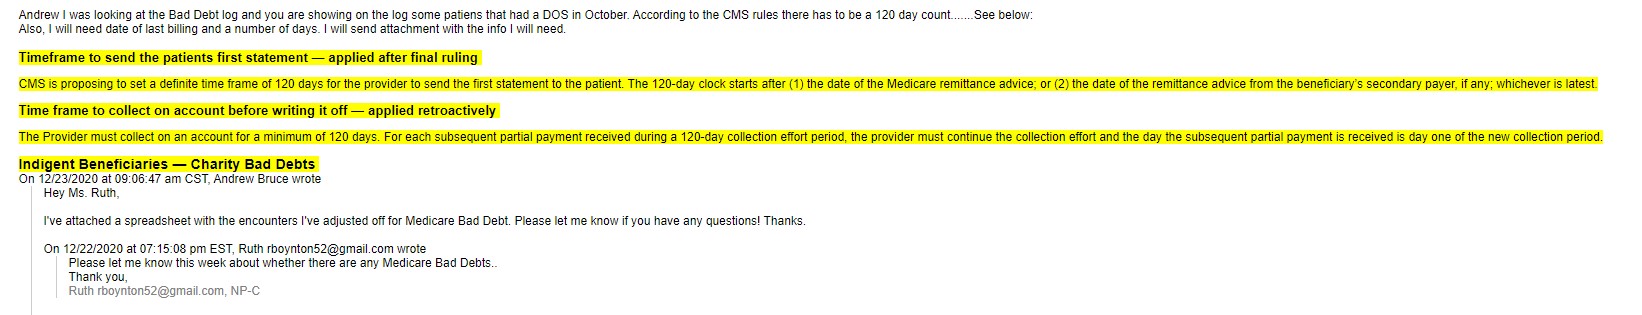 Andrew I was looking at the Bad Debt log and you are showing on the log some patiens that had a DOS in October. According to the CMS rules there has to be a 120 day count.......See below:
Also, I will need date of last billing and a number of days. I will send attachment with the info I will need.
Timeframe to send the patients first statement — applied after final ruling
CMS is proposing to set a definite time frame of 120 days for the provider to send the first statement to the patient. The 120-day clock starts after (1) the date of the Medicare remittance advice; or (2) the date of the remittance advice from the beneficiary's secondary payer, if any; whichever is latest.
Time frame to collect on account before writing it off — applied retroactively
The Provider must collect on an account for a minimum of 120 days. For each subsequent partial payment received during a 120-day collection effort period, the provider must continue the collection effort and the day the subsequent partial payment is received is day one of the new collection period.
Indigent Beneficiaries — Charity Bad Debts
On 12/23/2020 at 09:06:47 am CST, Andrew Bruce wrote
Hey Ms. Ruth,
I've attached a spreadsheet with the encounters I've adjusted off for Medicare Bad Debt. Please let me know if you have any questions! Thanks.
On 12/22/2020 at 07:15:08 pm EST, Ruth rboynton52@gmail.com wrote
Please let me know this week about whether there are any Medicare Bad Debts..
Thank you,
Ruth rboynton52@gmail.com, NP-C